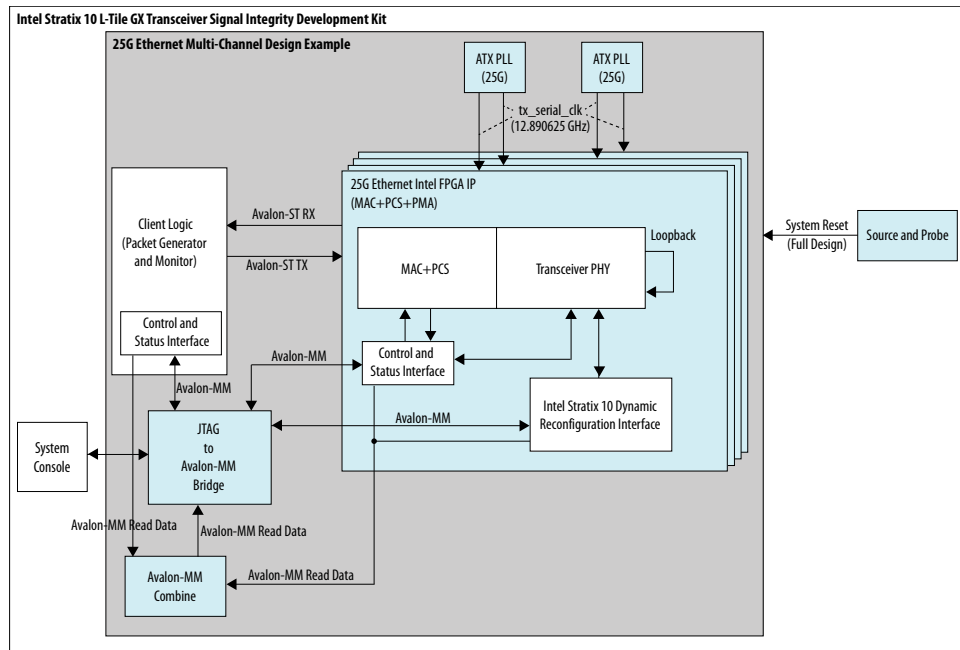 Intel Stratix 10 L-Tile GX Transceiver Signal Integrity Development Kit
25G Ethernet Multi-Channel Design Example
ATX PLL
(25G)
ATX PLL
(25G)
tx_serial_clk
(12.890625 GHz)
25G Ethernet Intel FPGA IP
(MAC+PCS+PMA)
Client Logic
(Packet Generator
and Monitor)
Avalon-ST RX
Avalon-ST TX
MAC+PCS
Transceiver PHY
Loopback
System Reset
(Full Design)
Source and Probe
Control and
Status Interface
Control and
Status Interface
Avalon-MM
Avalon-MM
Avalon-MM
Intel Stratix 10 Dynamic
Reconfiguration Interface
JTAG
to
Avalon-MM
Bridge
System
Console
Avalon-MM Read Data
Avalon-MM Read Data
Avalon-MM Read Data
Avalon-MM
Combine